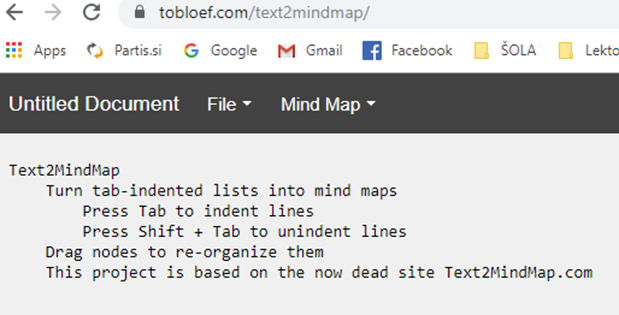 tobloef.com/text2mindmap/
Apps Partis.si Google Gmail Facebook ŠOLA Lekto
Untitled Document File Mind Map
Text2MindMap
Turn tab-indented lists into mind maps
Press Tab to indent lines
Press Shift + Tab to unindent lines
Drag nodes to re-organize them
This project is based on the now dead site Text2MindMap.com